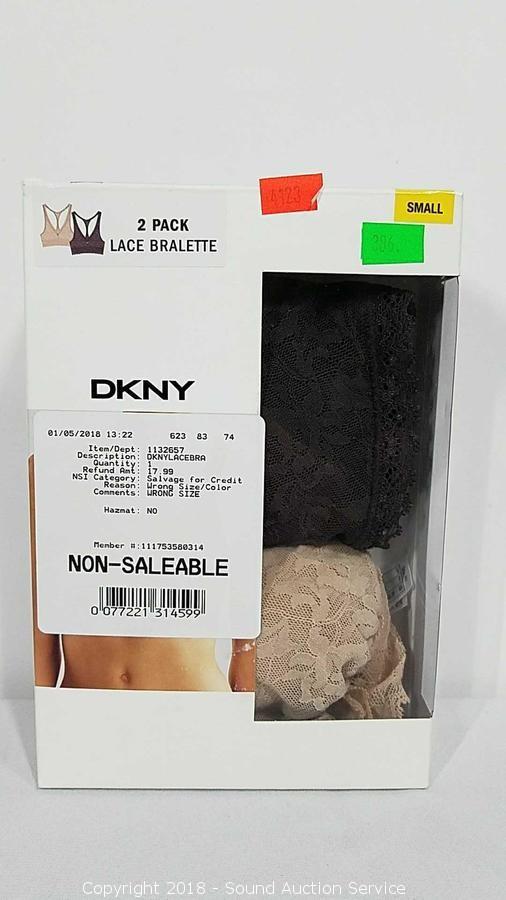 4123
SMALL
2 PACK
LACE BRALETTE
DKNY
01/05/2018 13:22 623 83 74
Item/Dept: 1132657
Description: DKNYLACEBRA
Quantity: 1
Refund Amt: 17.99
NSI Category: Salvage for Credit
Reason: Wrong Size/Color
Comments: WRONG SIZE
Hazmat: NO
Member #:111753580314
NON-SALEABLE
0 077221 314599
Copyright 2018 - Sound Auction Service